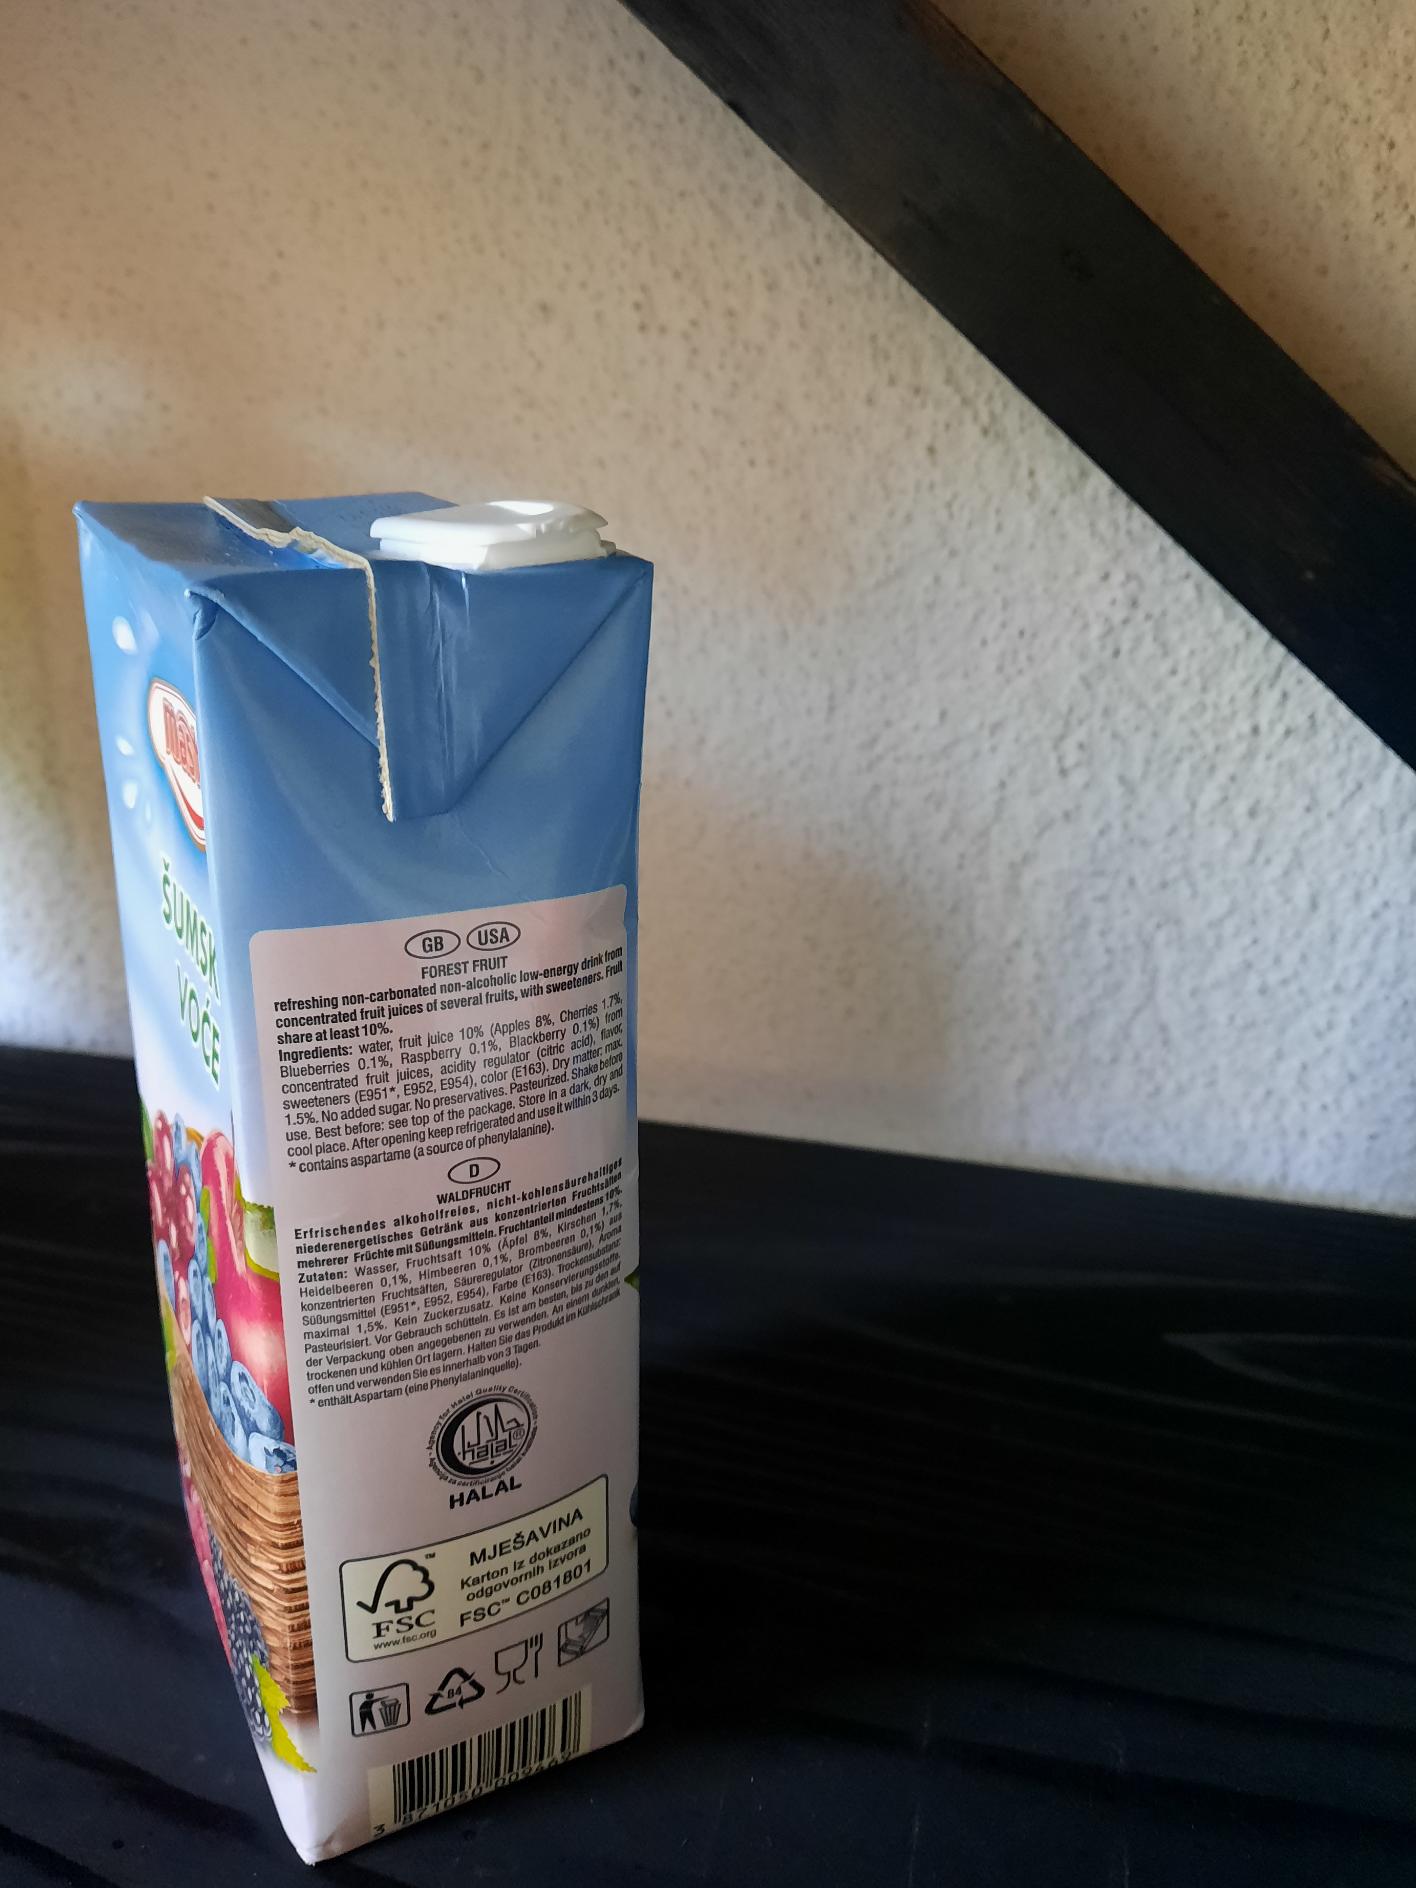 ŠUMSK
VOĆE
GB USA
FOREST FRUIT
refreshing non-carbonated non-alcoholic low-energy drink from
concentrated fruit juices of several fruits, with sweeteners. Fruit
share at least 10%.
Ingredients: water, fruit juice 10% (Apples 8%, Cherries 1.7%,
Blueberries 0.1%, Raspberry 0.1%, Blackberry 0.1%) from
concentrated fruit juices, acidity regulator (citric acid), flavor,
sweeteners (E951*, E952, E954), color (E163). Dry matter: max.
1.5%. No added sugar. No preservatives. Pasteurized. Shake before
use. Best before: see top of the package. Store in a dark, dry and
cool place. After opening keep refrigerated and use it within 3 days.
* contains aspartame (a source of phenylalanine).
D
WALDFRUCHT
Erfrischendes alkoholfreies, nicht-kohlensäurehaltiges
niederenergetisches Getränk aus konzentrierten Fruchtsäften
mehrerer Früchte mit Süßungsmitteln. Fruchtanteil mindestens 10%.
Zutaten: Wasser, Fruchtsaft 10% (Äpfel 8%, Kirschen 1,7%,
Heidelbeeren 0,1%, Himbeeren 0,1%, Brombeeren 0,1%) aus
konzentrierten Fruchtsäften, Säureregulator (Zitronensäure), Aroma
Süßungsmittel (E951*, E952, E954), Farbe (E163). Trockensubstanz:
maximal 1,5%. Kein Zuckerzusatz. Keine Konservierungsstoffe.
Pasteurisiert. Vor Gebrauch schütteln. Es ist am besten, bis zu den auf
der Verpackung oben angegebenen zu verwenden. An einem dunklen,
trockenen und kühlen Ort lagern. Halten Sie das Produkt im Kühlschrank
offen und verwenden Sie es innerhalb von 3 Tagen.
* enthält Aspartam (eine Phenylalaninquelle).
Agency for Halal Quality Certification
حلال
halal®
HALAL
MJEŠAVINA
Karton iz dokazano
odgovornih izvora
FSC™ C081801
FSC™
www.fsc.org
84